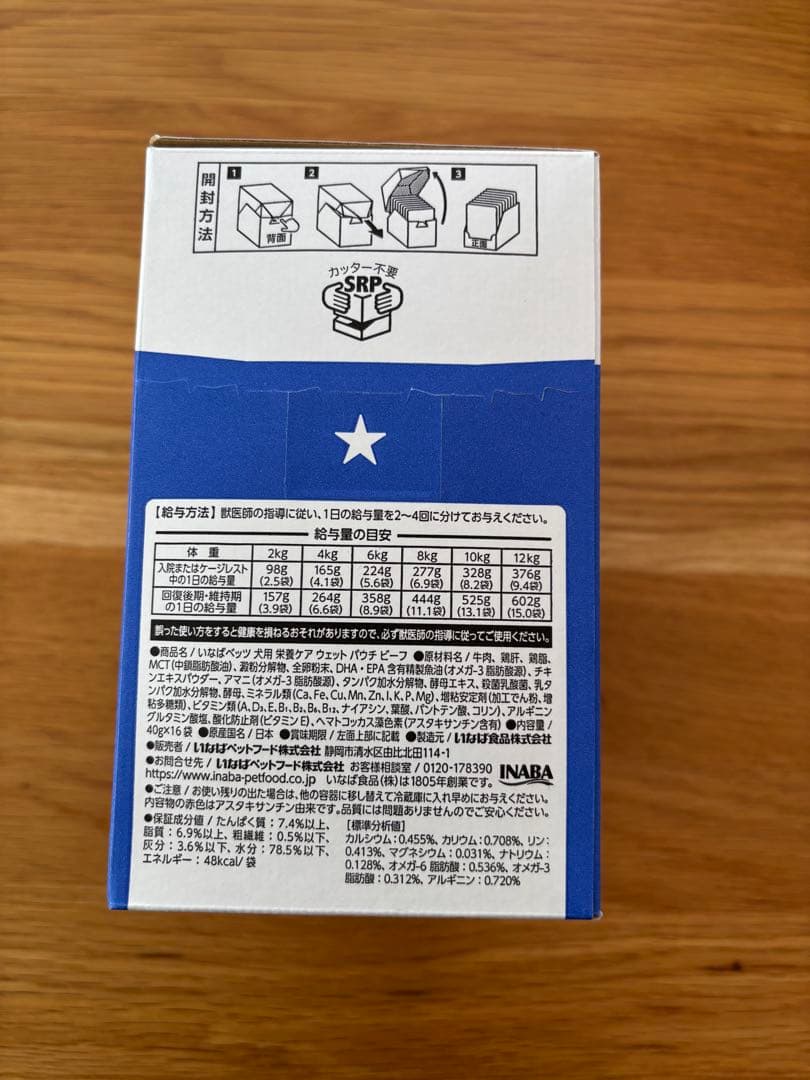 開封方法
1
2
3
背面
正面
カッター不要
SRP
【給与方法】獣医師の指導に従い、1日の給与量を2〜4回に分けてお与えください。
給与量の目安
体 重 2kg 4kg 6kg 8kg 10kg 12kg
入院またはケージレスト中の1日の給与量 98g (2.5袋) 165g (4.1袋) 224g (5.6袋) 277g (6.9袋) 328g (8.2袋) 376g (9.4袋)
回復後期・維持期の1日の給与量 157g (3.9袋) 264g (6.6袋) 358g (8.9袋) 444g (11.1袋) 525g (13.1袋) 602g (15.0袋)
誤った使い方をすると健康を損ねるおそれがありますので、必ず獣医師の指導に従ってご使用ください。
●商品名/いなばペッツ 犬用 栄養ケア ウェット パウチ ビーフ ●原材料名/牛肉、鶏肝、鶏脂、
MCT(中鎖脂肪酸油)、澱粉分解物、全卵粉末、DHA・EPA 含有精製魚油(オメガ-3 脂肪酸源)、チキ
ンエキスパウダー、アマニ(オメガ-3 脂肪酸源)、タンパク加水分解物、酵母エキス、殺菌乳酸菌、乳タ
ンパク加水分解物、酵母、ミネラル類(Ca、Fe、Cu、Mn、Zn、I、K、P、Mg)、増粘安定剤(加工でん粉、増
粘多糖類)、ビタミン類(A、D₃、E、B₁、B₂、B₆、B₁₂、ナイアシン、葉酸、パントテン酸、コリン)、アルギニン
グルタミン酸塩、酸化防止剤(ビタミンE)、ヘマトコッカス藻色素(アスタキサンチン含有) ●内容量/
40g×16袋 ●原産国名/日本 ●賞味期限/左面上部に記載 ●製造元/いなば食品株式会社
●販売者/いなばペットフード株式会社 静岡市清水区由比北田114-1
●お問合せ先/いなばペットフード株式会社 お客様相談室/0120-178390
https://www.inaba-petfood.co.jp いなば食品(株)は1805年創業です。
INABA
●ご注意/お使い残りの出た場合は、他の容器に移し替えて冷蔵庫に入れ早めにお与えください。
内容物の赤色はアスタキサンチン由来です。品質には問題ありませんのでご安心ください。
●保証成分値/たんぱく質:7.4%以上、
脂質:6.9%以上、粗繊維:0.5%以下、
灰分:3.6%以下、水分:78.5%以下、
エネルギー:48kcal/袋
[標準分析値]
カルシウム:0.455%、カリウム:0.708%、リン:
0.413%、マグネシウム:0.031%、ナトリウム:
0.128%、オメガ-6 脂肪酸:0.536%、オメガ-3
脂肪酸:0.312%、アルギニン:0.720%